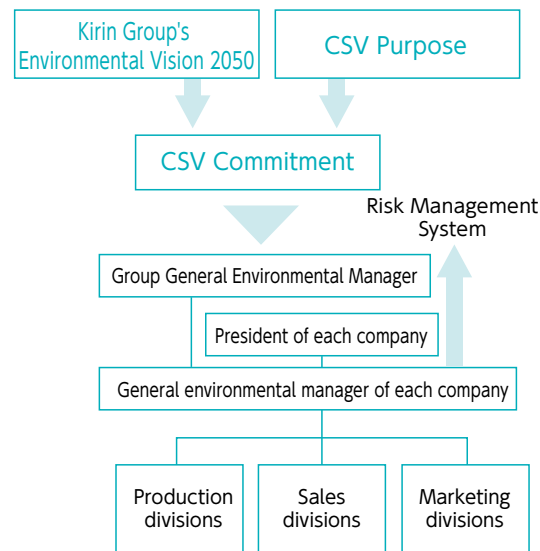 Kirin Group's
Environmental Vision 2050
CSV Purpose
CSV Commitment
Risk Management
System
Group General Environmental Manager
President of each company
General environmental manager of each company
Production
divisions
Sales
divisions
Marketing
divisions